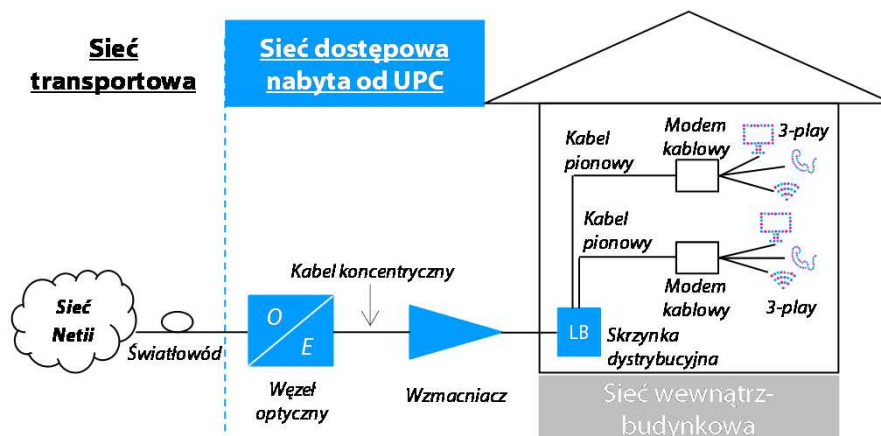 Sieć
transportowa
Sieć dostępowa
nabyta od UPC
Kabel
pionowy
Modem
kablowy
3-play
Kabel
pionowy
Modem
kablowy
3-play
Kabel koncentryczny
Sieć
Netii
Światłowód
O
E
Węzeł
optyczny
Wzmacniacz
LB
Skrzynka
dystrybucyjna
Sieć wewnątrz-
budynkowa